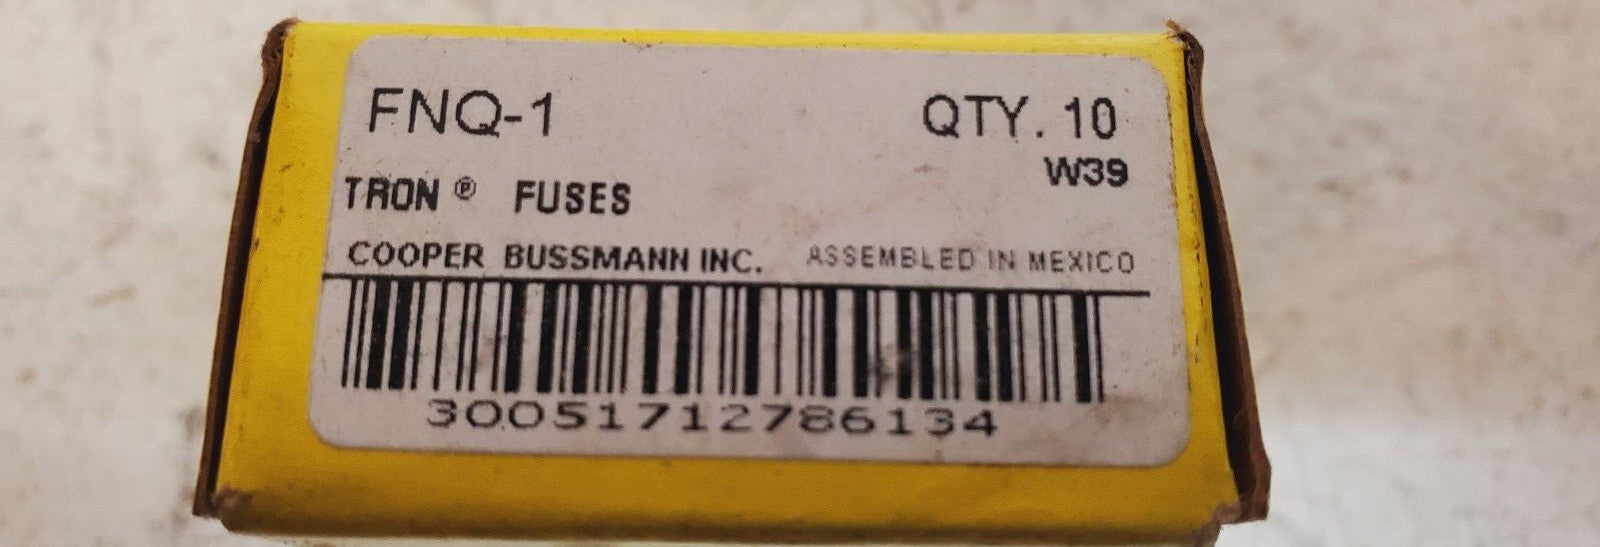 FNQ-1 QTY. 10
W39
TRON ® FUSES
COOPER BUSSMANN INC. ASSEMBLED IN MEXICO
30051712786134